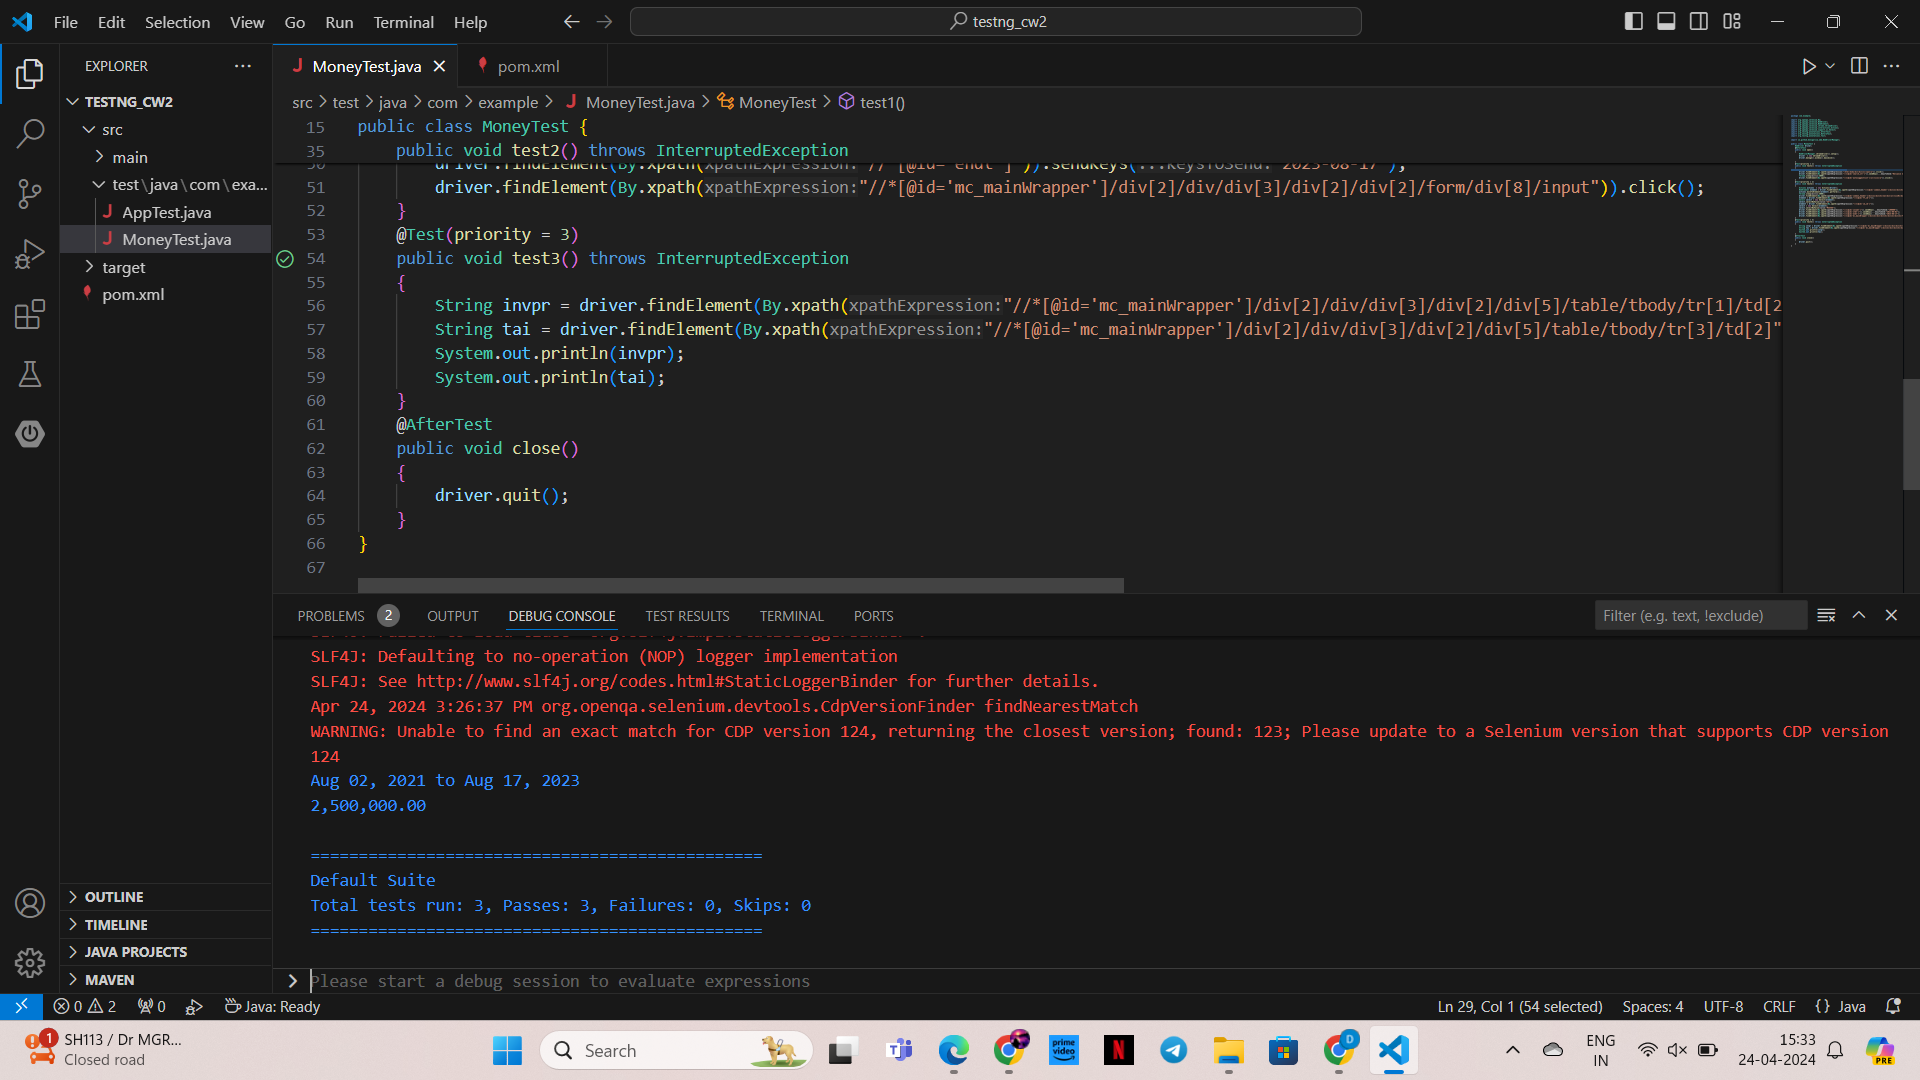 File Edit Selection View Go Run Terminal Help
testng_cw2
EXPLORER
TESTNG_CW2
src
main
test\java\com\exa...
AppTest.java
MoneyTest.java
target
pom.xml
OUTLINE
TIMELINE
JAVA PROJECTS
MAVEN
MoneyTest.java
pom.xml
src > test > java > com > example > MoneyTest.java > MoneyTest > test1()
15 public class MoneyTest {
35 public void test2() throws InterruptedException
51 driver.findElement(By.xpath(xpathExpression:"//*[@id='mc_mainWrapper']/div[2]/div/div[3]/div[2]/div[2]/form/div[8]/input")).click();
52 }
53 @Test(priority = 3)
54 public void test3() throws InterruptedException
55 {
56 String invpr = driver.findElement(By.xpath(xpathExpression:"//*[@id='mc_mainWrapper']/div[2]/div/div[3]/div[2]/div[5]/table/tbody/tr[1]/td[2
57 String tai = driver.findElement(By.xpath(xpathExpression:"//*[@id='mc_mainWrapper']/div[2]/div/div[3]/div[2]/div[5]/table/tbody/tr[3]/td[2]"
58 System.out.println(invpr);
59 System.out.println(tai);
60 }
61 @AfterTest
62 public void close()
63 {
64 driver.quit();
65 }
66 }
67
PROBLEMS 2 OUTPUT DEBUG CONSOLE TEST RESULTS TERMINAL PORTS
Filter (e.g. text, !exclude)
SLF4J: Defaulting to no-operation (NOP) logger implementation
SLF4J: See http://www.slf4j.org/codes.html#StaticLoggerBinder for further details.
Apr 24, 2024 3:26:37 PM org.openqa.selenium.devtools.CdpVersionFinder findNearestMatch
WARNING: Unable to find an exact match for CDP version 124, returning the closest version; found: 123; Please update to a Selenium version that supports CDP version
124
Aug 02, 2021 to Aug 17, 2023
2,500,000.00
===============================================
Default Suite
Total tests run: 3, Passes: 3, Failures: 0, Skips: 0
===============================================
Please start a debug session to evaluate expressions
0 2 0 Java: Ready
Ln 29, Col 1 (54 selected) Spaces: 4 UTF-8 CRLF {} Java
1
SH113 / Dr MGR...
Closed road
Search
prime video
N
D
ENG
IN
15:33
24-04-2024
PRE